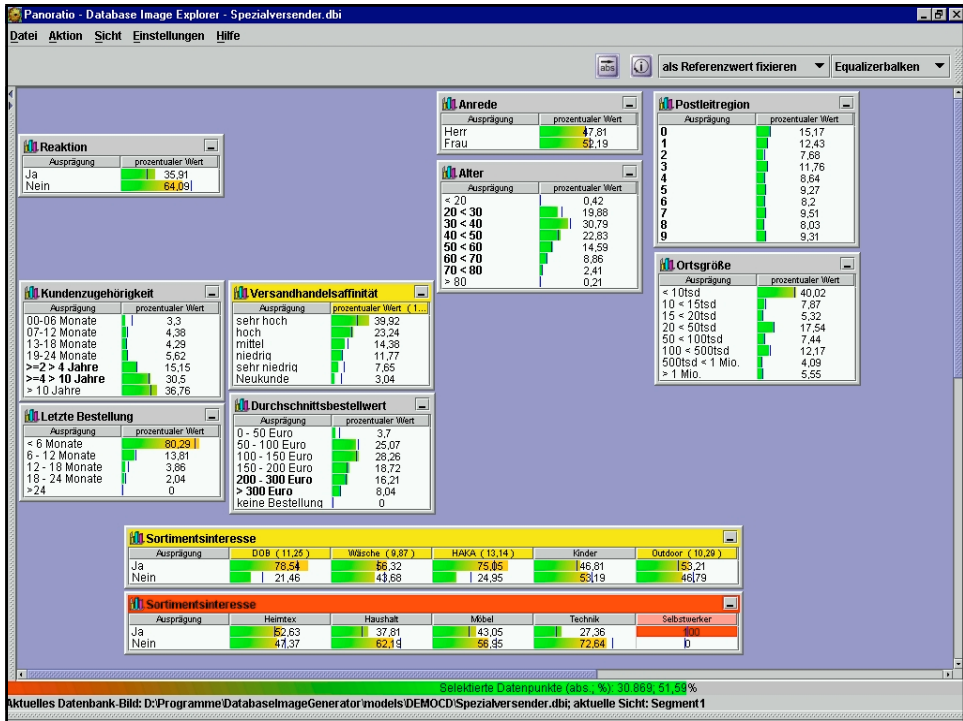 Panoratio - Database Image Explorer - Spezialversender.dbi
Datei Aktion Sicht Einstellungen Hilfe
abs als Referenzwert fixieren Equalizerbalken
Reaktion
Ausprägung prozentualer Wert
Ja 35,91
Nein 64,09
Anrede
Ausprägung prozentualer Wert
Herr 47,81
Frau 52,19
Alter
Ausprägung prozentualer Wert
< 20 0,42
20 < 30 19,88
30 < 40 30,79
40 < 50 22,83
50 < 60 14,59
60 < 70 8,86
70 < 80 2,41
> 80 0,21
Postleitregion
Ausprägung prozentualer Wert
0 15,17
1 12,43
2 7,68
3 11,76
4 8,64
5 9,27
6 8,2
7 9,51
8 8,03
9 9,31
Ortsgröße
Ausprägung prozentualer Wert
< 10tsd 40,02
10 < 15tsd 7,87
15 < 20tsd 5,32
20 < 50tsd 17,54
50 < 100tsd 7,44
100 < 500tsd 12,17
500tsd < 1 Mio. 4,09
> 1 Mio. 5,55
Kundenzugehörigkeit
Ausprägung prozentualer Wert
00-06 Monate 3,3
07-12 Monate 4,38
13-18 Monate 4,29
19-24 Monate 5,62
>=2 > 4 Jahre 15,15
>=4 > 10 Jahre 30,5
> 10 Jahre 36,76
Versandhandelsaffinität
Ausprägung prozentualer Wert (1...
sehr hoch 39,92
hoch 23,24
mittel 14,38
niedrig 11,77
sehr niedrig 7,65
Neukunde 3,04
Letzte Bestellung
Ausprägung prozentualer Wert
< 6 Monate 80,29
6 - 12 Monate 13,81
12 - 18 Monate 3,86
18 - 24 Monate 2,04
>24 0
Durchschnittsbestellwert
Ausprägung prozentualer Wert
0 - 50 Euro 3,7
50 - 100 Euro 25,07
100 - 150 Euro 28,26
150 - 200 Euro 18,72
200 - 300 Euro 16,21
> 300 Euro 8,04
keine Bestellung 0
Sortimentsinteresse
Ausprägung DOB (11,25) Wäsche (9,87) HAKA (13,14) Kinder Outdoor (10,29)
Ja 78,54 56,32 75,05 46,81 53,21
Nein 21,46 43,68 24,95 53,19 46,79
Sortimentsinteresse
Ausprägung Heimtex Haushalt Möbel Technik Selbstwerker
Ja 52,63 37,81 43,05 27,36 100
Nein 47,37 62,19 56,95 72,64 0
Selektierte Datenpunkte (abs., %): 30.869; 51,59%
Aktuelles Datenbank-Bild: D:\Programme\DatabaseImageGenerator\models\DEMOCD\Spezialversender.dbi; aktuelle Sicht: Segment1